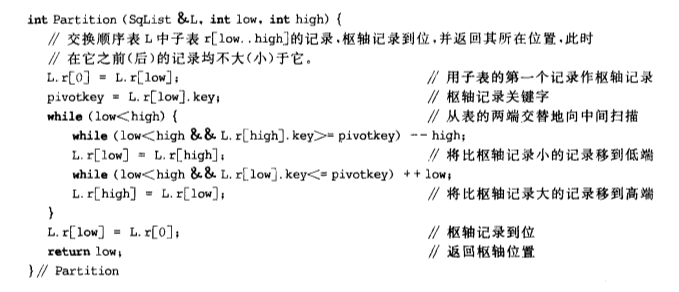 int Partition (SqList &L, int low, int high) {
// 交换顺序表 L 中子表 r[low..high]的记录,枢轴记录到位,并返回其所在位置,此时
// 在它之前(后)的记录均不大(小)于它。
L.r[0] = L.r[low]; // 用子表的第一个记录作枢轴记录
pivotkey = L.r[low].key; // 枢轴记录关键字
while (low<high) { // 从表的两端交替地向中间扫描
while (low<high && L.r[high].key>= pivotkey) -- high;
L.r[low] = L.r[high]; // 将比枢轴记录小的记录移到低端
while (low<high && L.r[low].key<= pivotkey) ++ low;
L.r[high] = L.r[low]; // 将比枢轴记录大的记录移到高端
}
L.r[low] = L.r[0]; // 枢轴记录到位
return low; // 返回枢轴位置
}// Partition